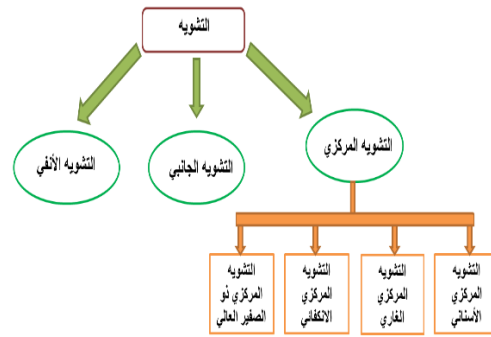 التشويه
التشويه المركزي
التشويه الجانبي
التشويه الأنفي
التشويه
المركزي
الأسناني
التشويه
المركزي
الغاري
التشويه
المركزي
الانكفائي
التشويه
المركزي ذو
الصفير العالي